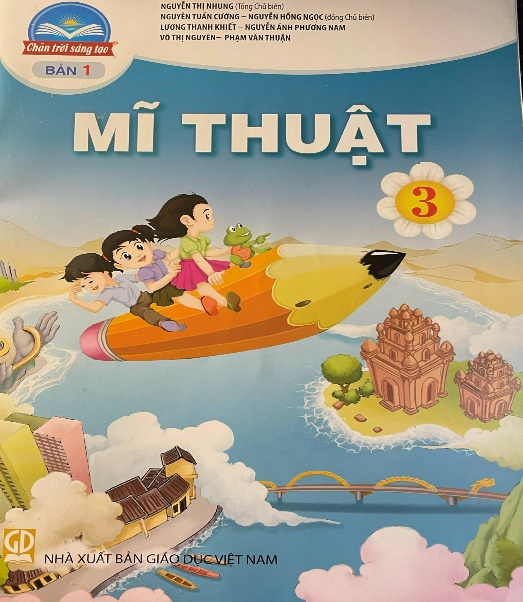 NGUYỄN THỊ NHUNG (Tổng Chủ biên)
NGUYỄN TUẤN CƯỜNG – NGUYỄN HỒNG NGỌC (đồng Chủ biên)
LƯƠNG THANH KHIẾT – NGUYỄN ÁNH PHƯƠNG NAM
VÕ THỊ NGUYÊN – PHẠM VĂN THUẬN
Chân trời sáng tạo
BẢN 1
MĨ THUẬT
3
GD
NHÀ XUẤT BẢN GIÁO DỤC VIỆT NAM